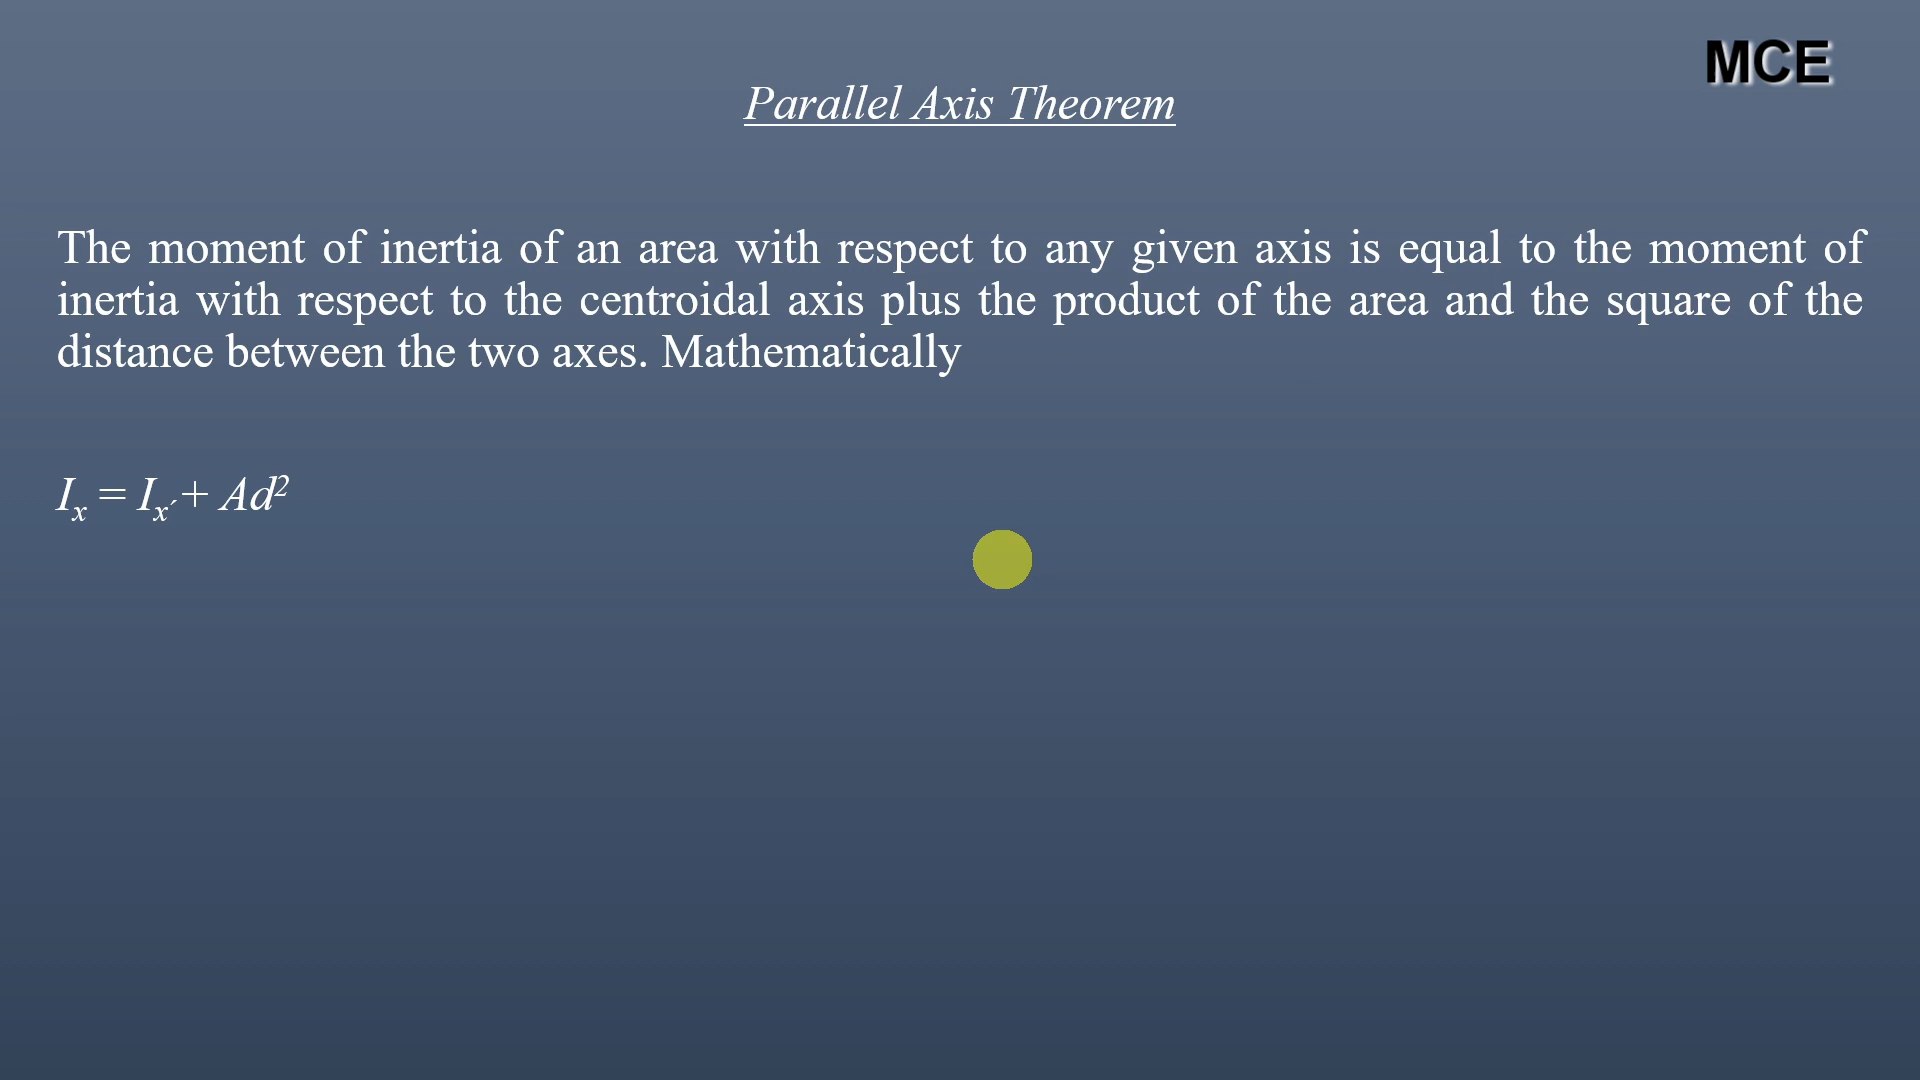 MCE
Parallel Axis Theorem
The moment of inertia of an area with respect to any given axis is equal to the moment of
inertia with respect to the centroidal axis plus the product of the area and the square of the
distance between the two axes. Mathematically
Iₓ = Iₓ´ + Ad²